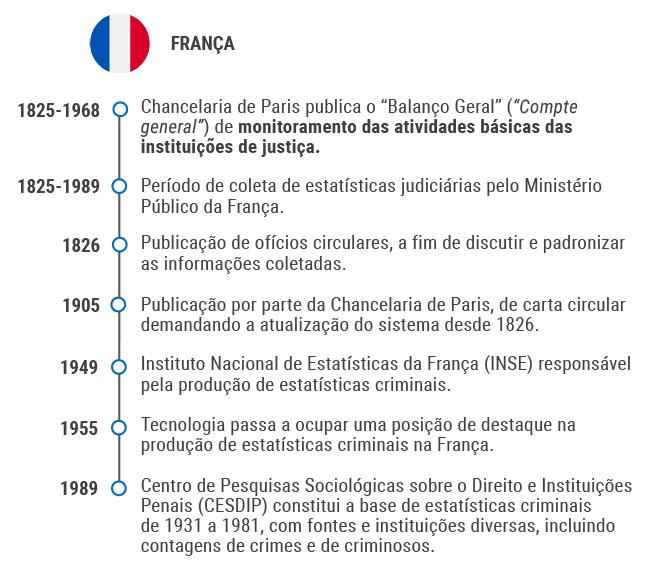 FRANÇA
1825-1968
Chancelaria de Paris publica o “Balanço Geral” (“Compte
general”) de monitoramento das atividades básicas das
instituições de justiça.
1825-1989
Período de coleta de estatísticas judiciárias pelo Ministério
Público da França.
1826
Publicação de ofícios circulares, a fim de discutir e padronizar
as informações coletadas.
1905
Publicação por parte da Chancelaria de Paris, de carta circular
demandando a atualização do sistema desde 1826.
1949
Instituto Nacional de Estatísticas da França (INSE) responsável
pela produção de estatísticas criminais.
1955
Tecnologia passa a ocupar uma posição de destaque na
produção de estatísticas criminais na França.
1989
Centro de Pesquisas Sociológicas sobre o Direito e Instituições
Penais (CESDIP) constitui a base de estatísticas criminais
de 1931 a 1981, com fontes e instituições diversas, incluindo
contagens de crimes e de criminosos.